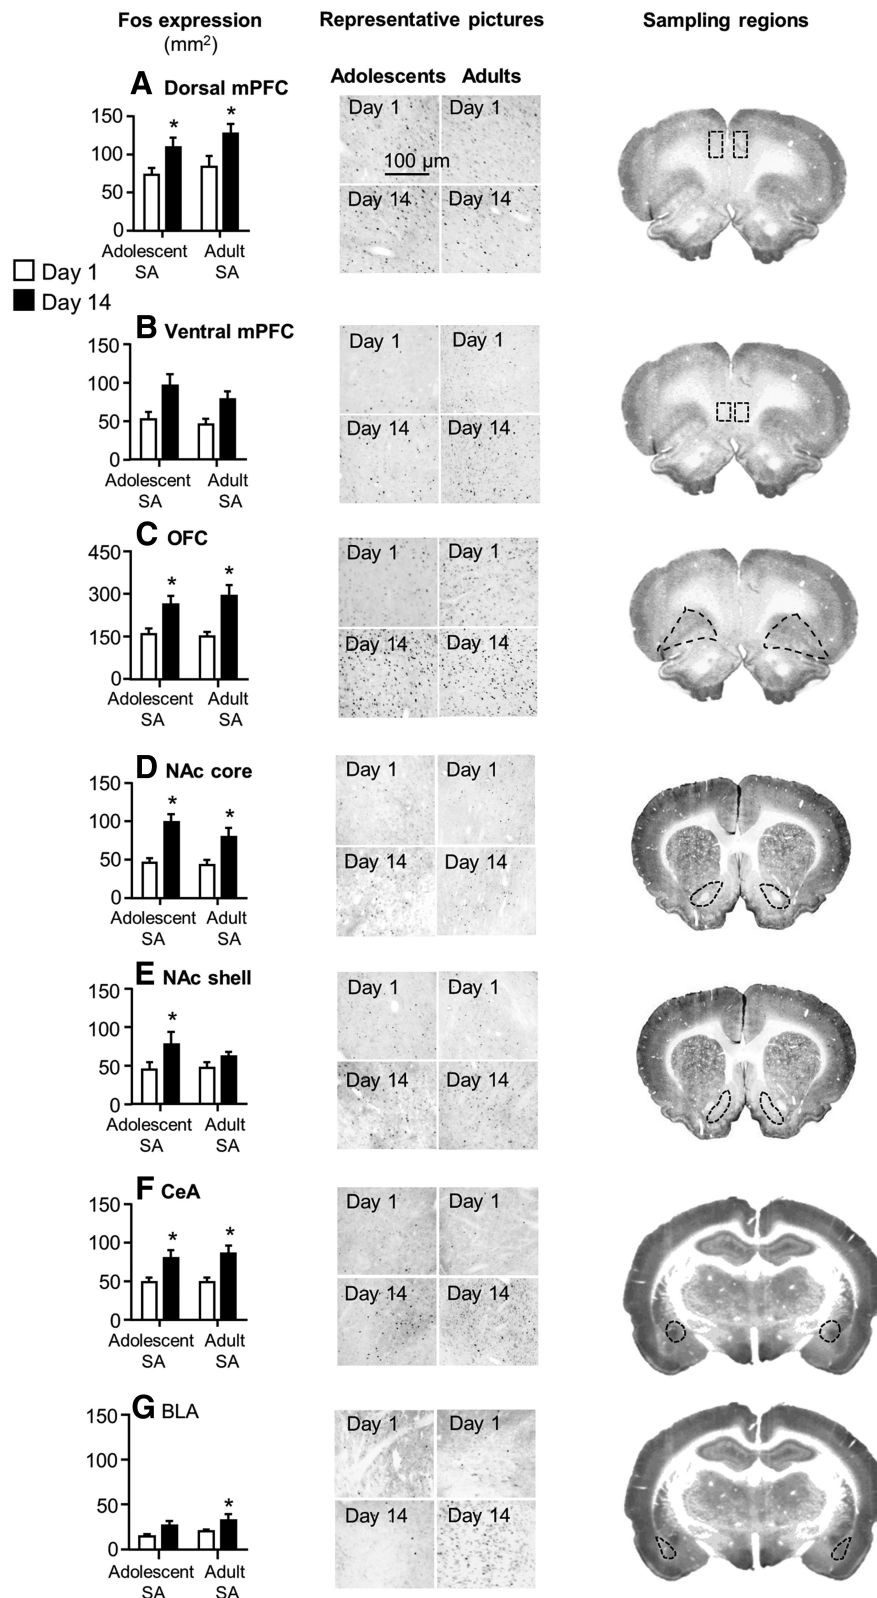 Fos expression
(mm²)
Representative pictures
Sampling regions
Adolescents Adults
A Dorsal mPFC
150
100
50
0
* *
Adolescent SA
Adult SA
Day 1
Day 1
100 µm
Day 14
Day 14
Day 1
Day 14
B Ventral mPFC
150
100
50
0
Adolescent SA
Adult SA
Day 1
Day 1
Day 14
Day 14
C OFC
450
300
150
0
* *
Adolescent SA
Adult SA
Day 1
Day 1
Day 14
Day 14
D NAc core
150
100
50
0
* *
Adolescent SA
Adult SA
Day 1
Day 1
Day 14
Day 14
E NAc shell
150
100
50
0
*
Adolescent SA
Adult SA
Day 1
Day 1
Day 14
Day 14
F CeA
150
100
50
0
* *
Adolescent SA
Adult SA
Day 1
Day 1
Day 14
Day 14
G BLA
150
100
50
0
*
Adolescent SA
Adult SA
Day 1
Day 1
Day 14
Day 14